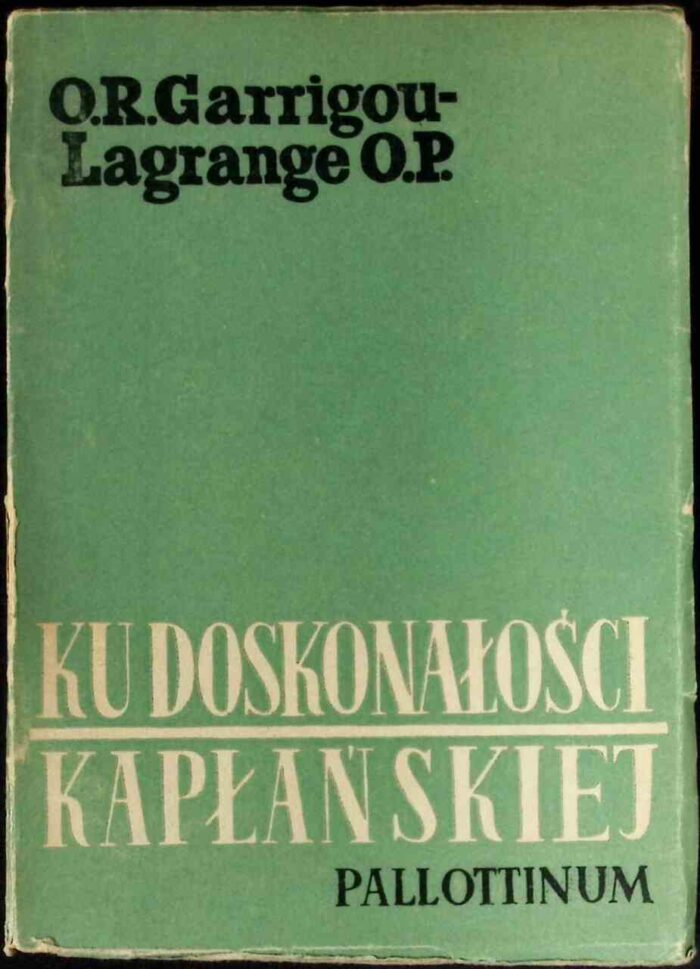 O.R.Garrigou-
Lagrange O.P.
KU DOSKONAŁOŚCI
KAPŁAŃSKIEJ
PALLOTTINUM